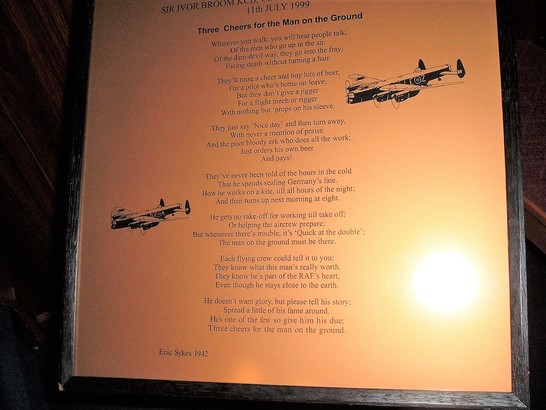 SIR IVOR BROOM KCB,
11th JULY 1999
Three Cheers for the Man on the Ground
Wherever you walk, you will hear people talk,
Of the men who go up in the air.
Of the dare-devil way, they go into the fray;
Facing death without turning a hair.
They'll raise a cheer and buy lots of beer,
For a pilot who's home on leave;
But they don't give a jigger
For a flight mech or rigger
With nothing but 'props on his sleeve.
They just say 'Nice day' and then turn away,
With never a mention of praise.
And the poor bloody erk who does all the work;
Just orders his own beer
And pays!
They've never been told of the hours in the cold
That he spends sealing Germany's fate.
How he works on a kite, till all hours of the night;
And then turns up next morning at eight.
He gets no rake-off for working till take off;
Or helping the aircrew prepare;
But whenever there's trouble, it's 'Quick at the double';
The man on the ground must be there.
Each flying crew could tell it to you;
They know what this man's really worth.
They know he's part of the RAF's heart,
Even though he stays close to the earth.
He doesn't want glory, but please tell his story;
Spread a little of his fame around.
He's one of the few so give him his due;
Three cheers for the man on the ground.
Eric Sykes 1942